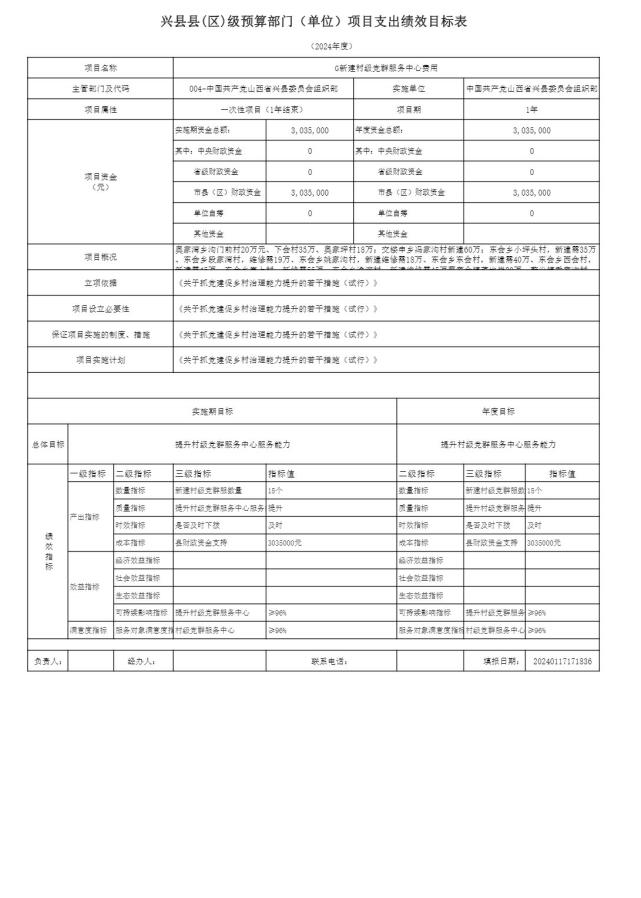 兴县县(区)级预算部门（单位）项目支出绩效目标表
（2024年度）
项目名称 G新建村级党群服务中心费用
主管部门及代码 004-中国共产党山西省兴县委员会组织部 实施单位 中国共产党山西省兴县委员会组织部
项目属性 一次性项目（1年结束） 项目期 1年
项目资金（元） 实施期资金总额： 3,035,000 年度资金总额： 3,035,000
其中：中央财政资金 0 其中：中央财政资金 0
省级财政资金 0 省级财政资金 0
市县（区）财政资金 3,035,000 市县（区）财政资金 3,035,000
单位自筹 0 单位自筹 0
其他资金 其他资金
项目概况 奥家湾乡沟门前村20万元、下会村35万、奥家坪村18万；交楼申乡冯家沟村新建60万；东会乡小坪头村，新建需35万
、东会乡段家湾村，维修需19万、东会乡姚家沟村，新建维修需18万、东会乡东会村，新建需40万、东会乡西会村，
立项依据 《关于抓党建促乡村治理能力提升的若干措施（试行）》
项目设立必要性 《关于抓党建促乡村治理能力提升的若干措施（试行）》
保证项目实施的制度、措施 《关于抓党建促乡村治理能力提升的若干措施（试行）》
项目实施计划 《关于抓党建促乡村治理能力提升的若干措施（试行）》
实施期目标 年度目标
总体目标 提升村级党群服务中心服务能力 提升村级党群服务中心服务能力
绩效指标 一级指标 二级指标 三级指标 指标值 二级指标 三级指标 指标值
产出指标 数量指标 新建村级党群服数量 15个 数量指标 新建村级党群服数 15个
质量指标 提升村级党群服务中心服务 提升 质量指标 提升村级党群服务 提升
时效指标 是否及时下拨 及时 时效指标 是否及时下拨 及时
成本指标 县财政资金支持 3035000元 成本指标 县财政资金支持 3035000元
效益指标 经济效益指标 经济效益指标
社会效益指标 社会效益指标
生态效益指标 生态效益指标
可持续影响指标 提升村级党群服务中心 ≥96% 可持续影响指标 提升村级党群服务 ≥96%
满意度指标 服务对象满意度指 村级党群服务中心 ≥96% 服务对象满意度指标 村级党群服务中心 ≥96%
负责人： 经办人： 联系电话： 填报日期： 20240117171836